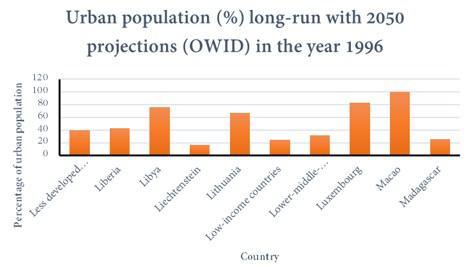 Urban population (%) long-run with 2050
projections (OWID) in the year 1996
Percentage of urban population
120
100
80
60
40
20
0
Less developed…
Liberia
Libya
Liechtenstein
Lithuania
Low-income countries
Lower-middle-…
Luxembourg
Macao
Madagascar
Country